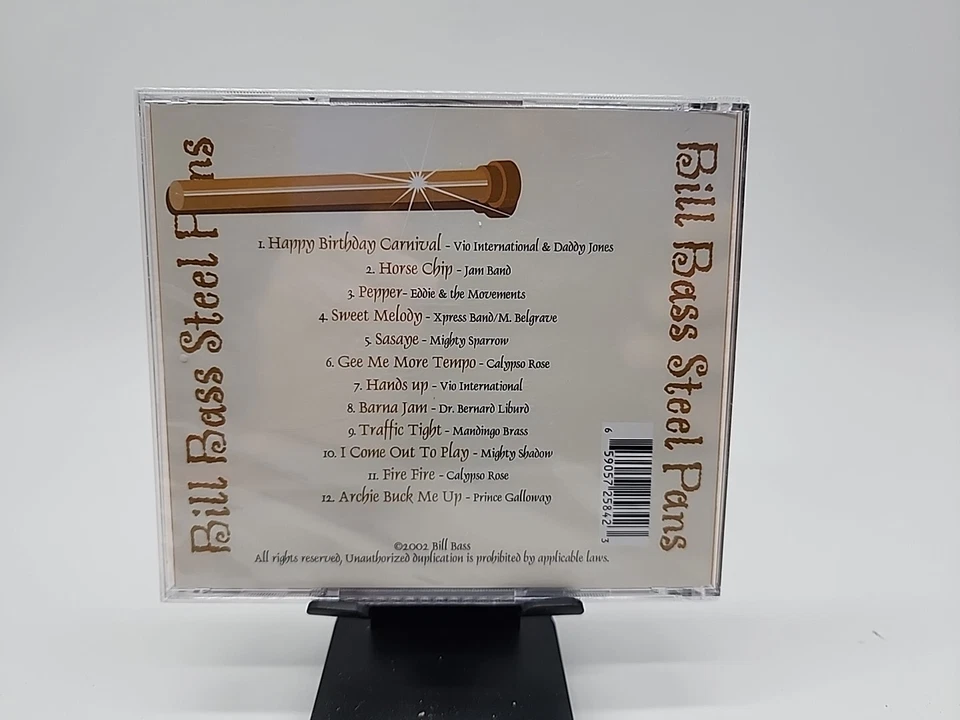 Bill Bass Steel Pans
1. Happy Birthday Carnival - Vio International & Daddy Jones
2. Horse Chip - Jam Band
3. Pepper- Eddie & the Movements
4. Sweet Melody - Xpress Band/M. Belgrave
5. Sasaye - Mighty Sparrow
6. Gee Me More Tempo - Calypso Rose
7. Hands up - Vio International
8. Barna Jam - Dr. Bernard Liburd
9. Traffic Tight - Mandingo Brass
10. I Come Out To Play - Mighty Shadow
11. Fire Fire - Calypso Rose
12. Archie Buck Me Up - Prince Galloway
©2002 Bill Bass
All rights reserved, Unauthorized duplication is prohibited by applicable laws.
6 59057 25842 3
Bill Bass Steel Pans